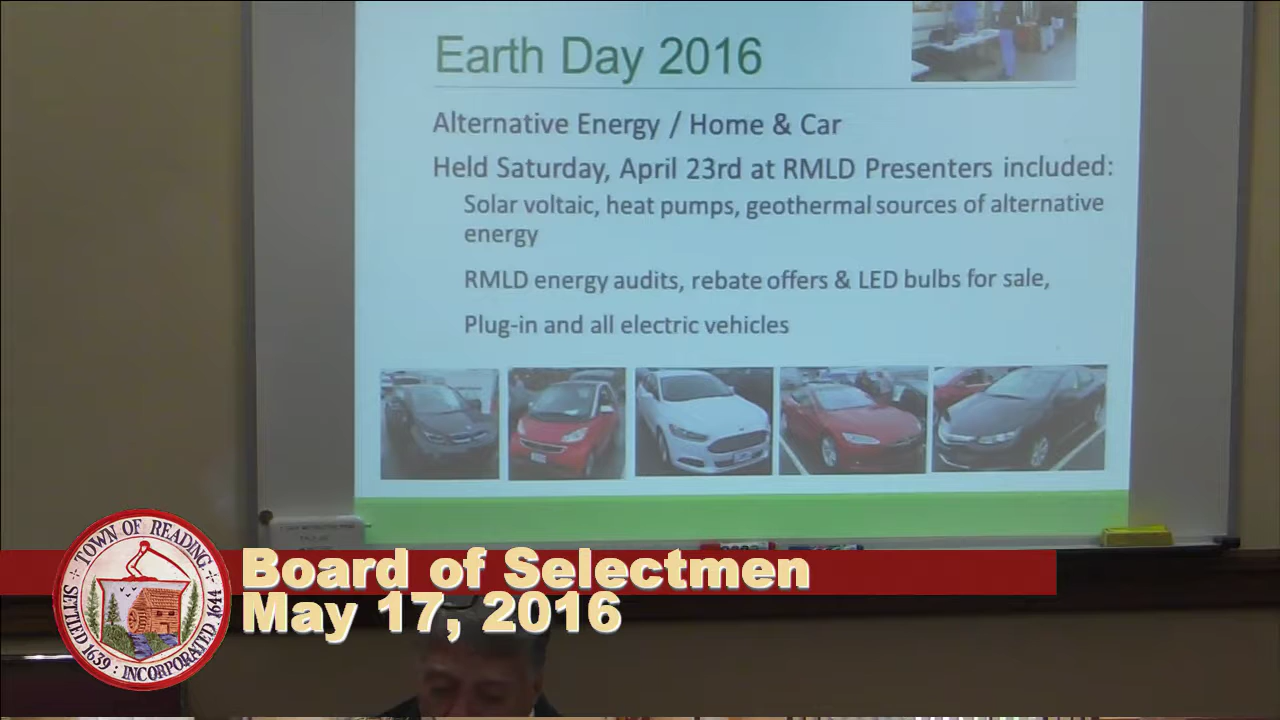 Earth Day 2016
Alternative Energy / Home & Car
Held Saturday, April 23rd at RMLD Presenters included:
Solar voltaic, heat pumps, geothermal sources of alternative
energy
RMLD energy audits, rebate offers & LED bulbs for sale,
Plug-in and all electric vehicles
TOWN OF READING
SETTLED 1639 : INCORPORATED 1644
Board of Selectmen
May 17, 2016